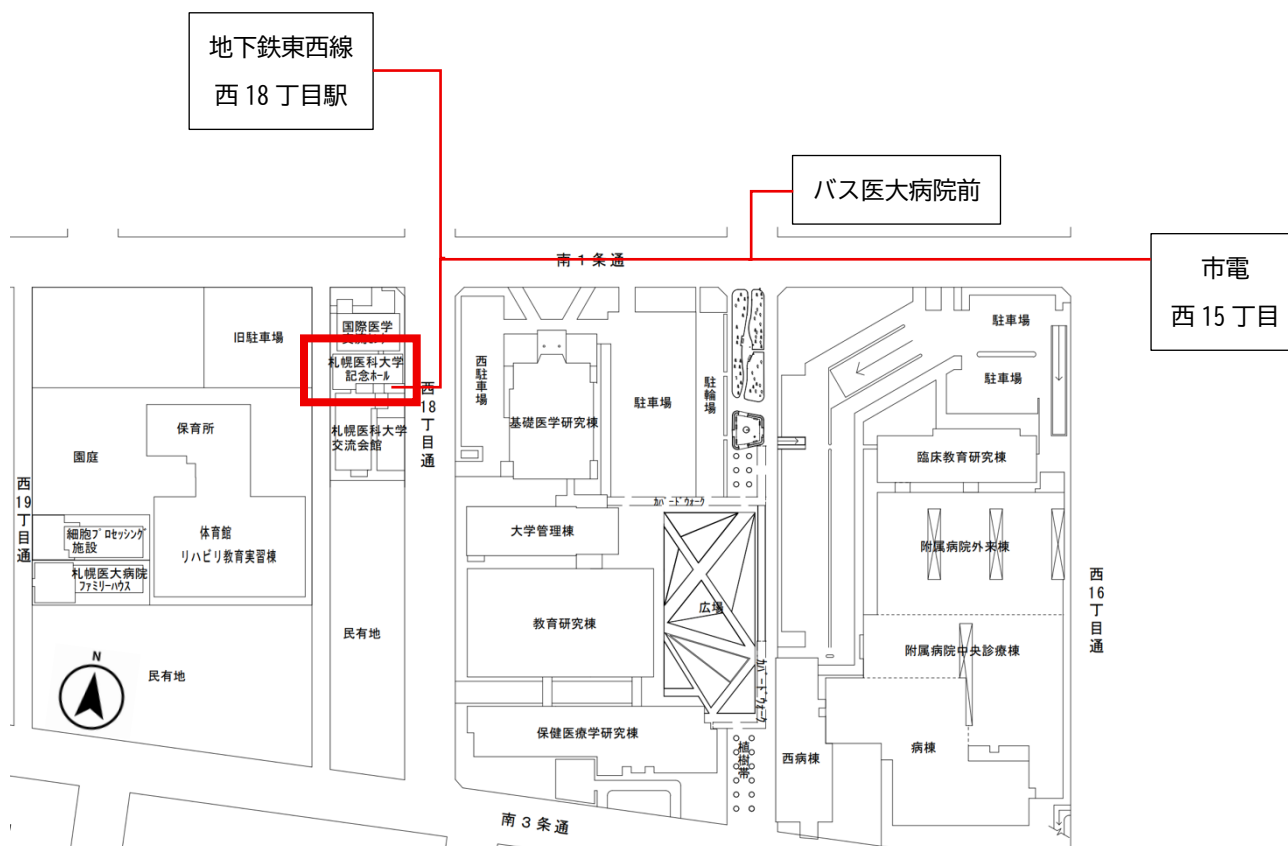 地下鉄東西線
西18丁目駅
バス医大病院前
市電
西15丁目
南1条通
旧駐車場
国際医学
札幌医科大学
記念ホール
札幌医科大学
交流会館
西18丁目通
西駐車場
基礎医学研究棟
駐車場
駐輪場
駐車場
駐車場
臨床教育研究棟
保育所
園庭
西19丁目通
細胞プロセッシング
施設
体育館
リハビリ教育実習棟
札幌医大病院
ファミリーハウス
民有地
民有地
N
カバードウォーク
大学管理棟
教育研究棟
広場
カバードウォーク
保健医療学研究棟
植樹帯
附属病院外来棟
附属病院中央診療棟
西病棟
病棟
西16丁目通
南3条通